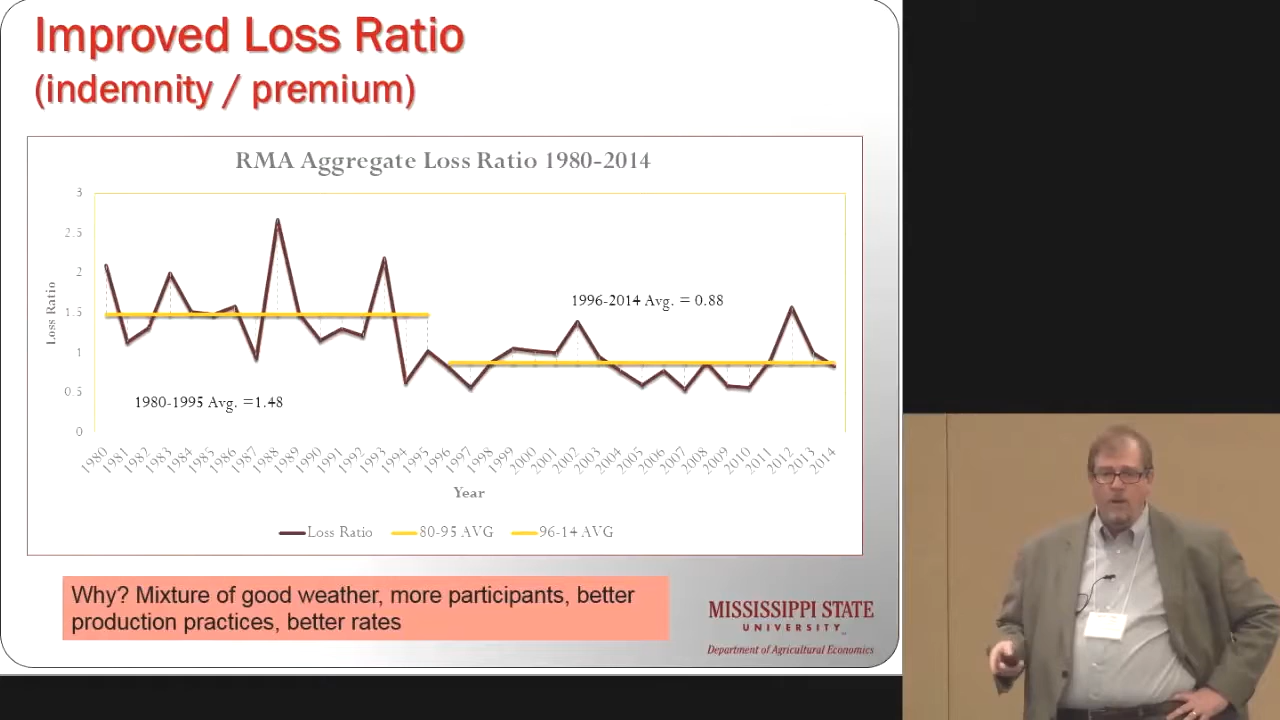 Improved Loss Ratio
(indemnity / premium)
RMA Aggregate Loss Ratio 1980-2014
3
2.5
2
1.5
1
0.5
0
Loss Ratio
1996-2014 Avg. = 0.88
1980-1995 Avg. =1.48
1980 1981 1982 1983 1984 1985 1986 1987 1988 1989 1990 1991 1992 1993 1994 1995 1996 1997 1998 1999 2000 2001 2002 2003 2004 2005 2006 2007 2008 2009 2010 2011 2012 2013 2014
Year
Loss Ratio 80-95 AVG 96-14 AVG
Why? Mixture of good weather, more participants, better
production practices, better rates
MISSISSIPPI STATE
UNIVERSITY™
Department of Agricultural Economics